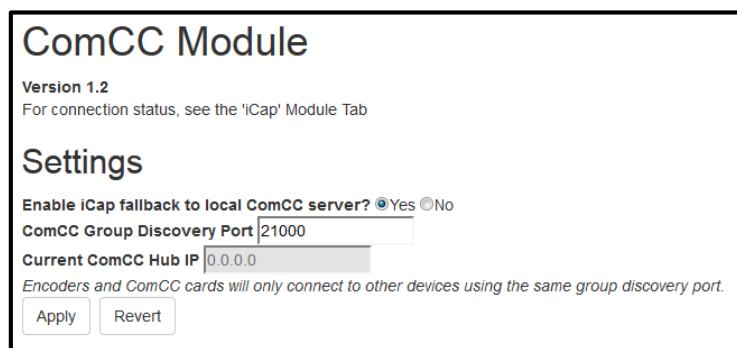 ComCC Module
Version 1.2
For connection status, see the 'iCap' Module Tab
Settings
Enable iCap fallback to local ComCC server? Yes No
ComCC Group Discovery Port 21000
Current ComCC Hub IP 0.0.0.0
Encoders and ComCC cards will only connect to other devices using the same group discovery port.
Apply Revert